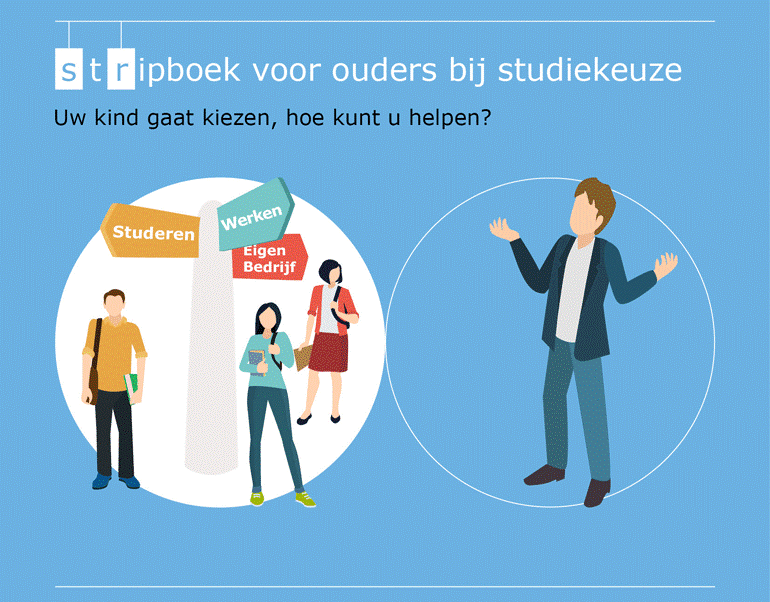 stripboek voor ouders bij studiekeuze
Uw kind gaat kiezen, hoe kunt u helpen?
Studeren
Werken
Eigen
Bedrijf